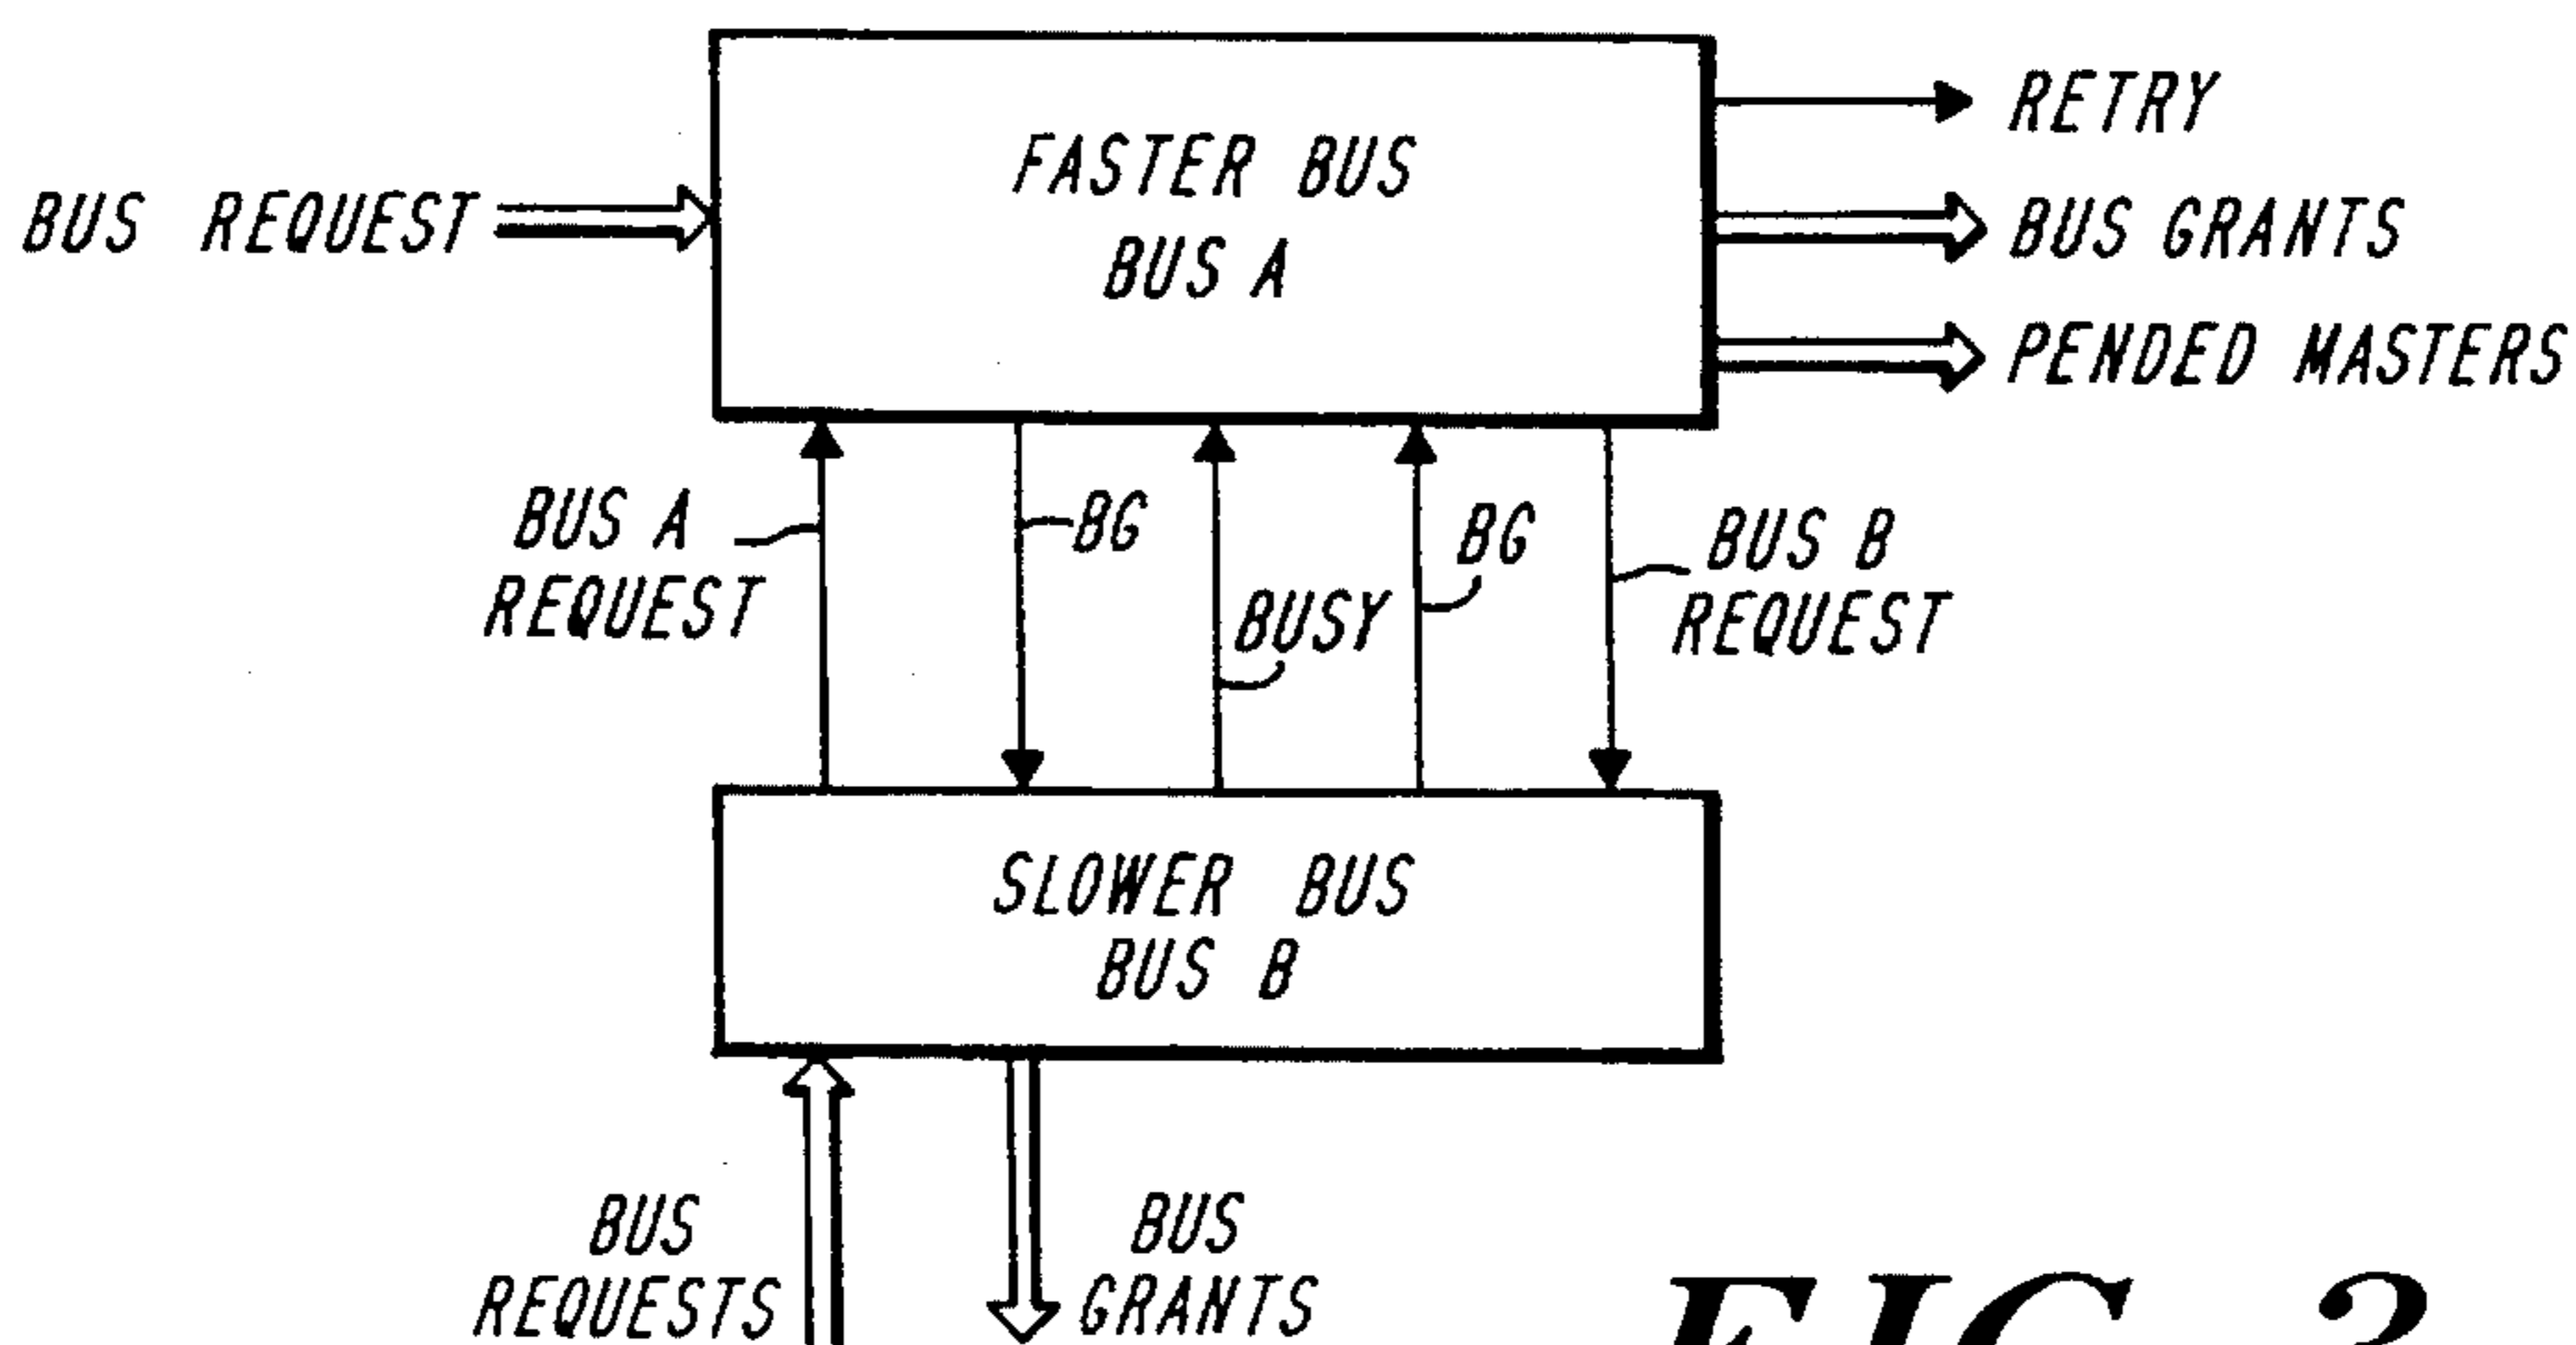 RETRY
FASTER BUS
BUS A
BUS REQUEST
BUS GRANTS
PENDED MASTERS
BUS A
REQUEST
BG
BUSY
BG
BUS B
REQUEST
SLOWER BUS
BUS B
BUS
REQUESTS
BUS
GRANTS
FIG